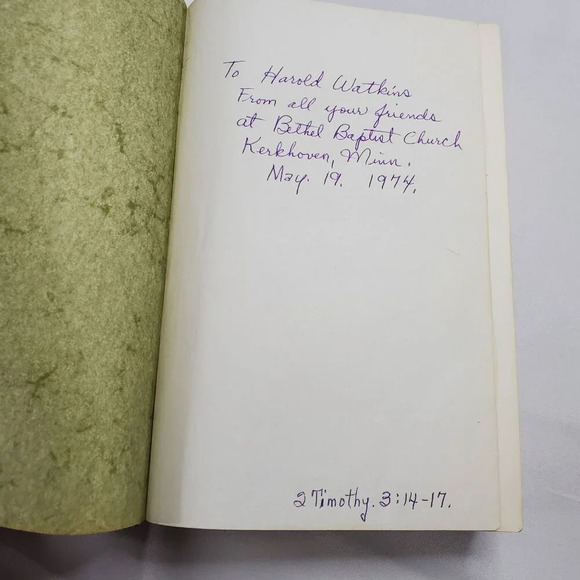 To Harold Watkins
From all your friends
at Bethel Baptist Church
Kerkhoven, Minn.
May. 19. 1974.
2 Timothy. 3:14-17.